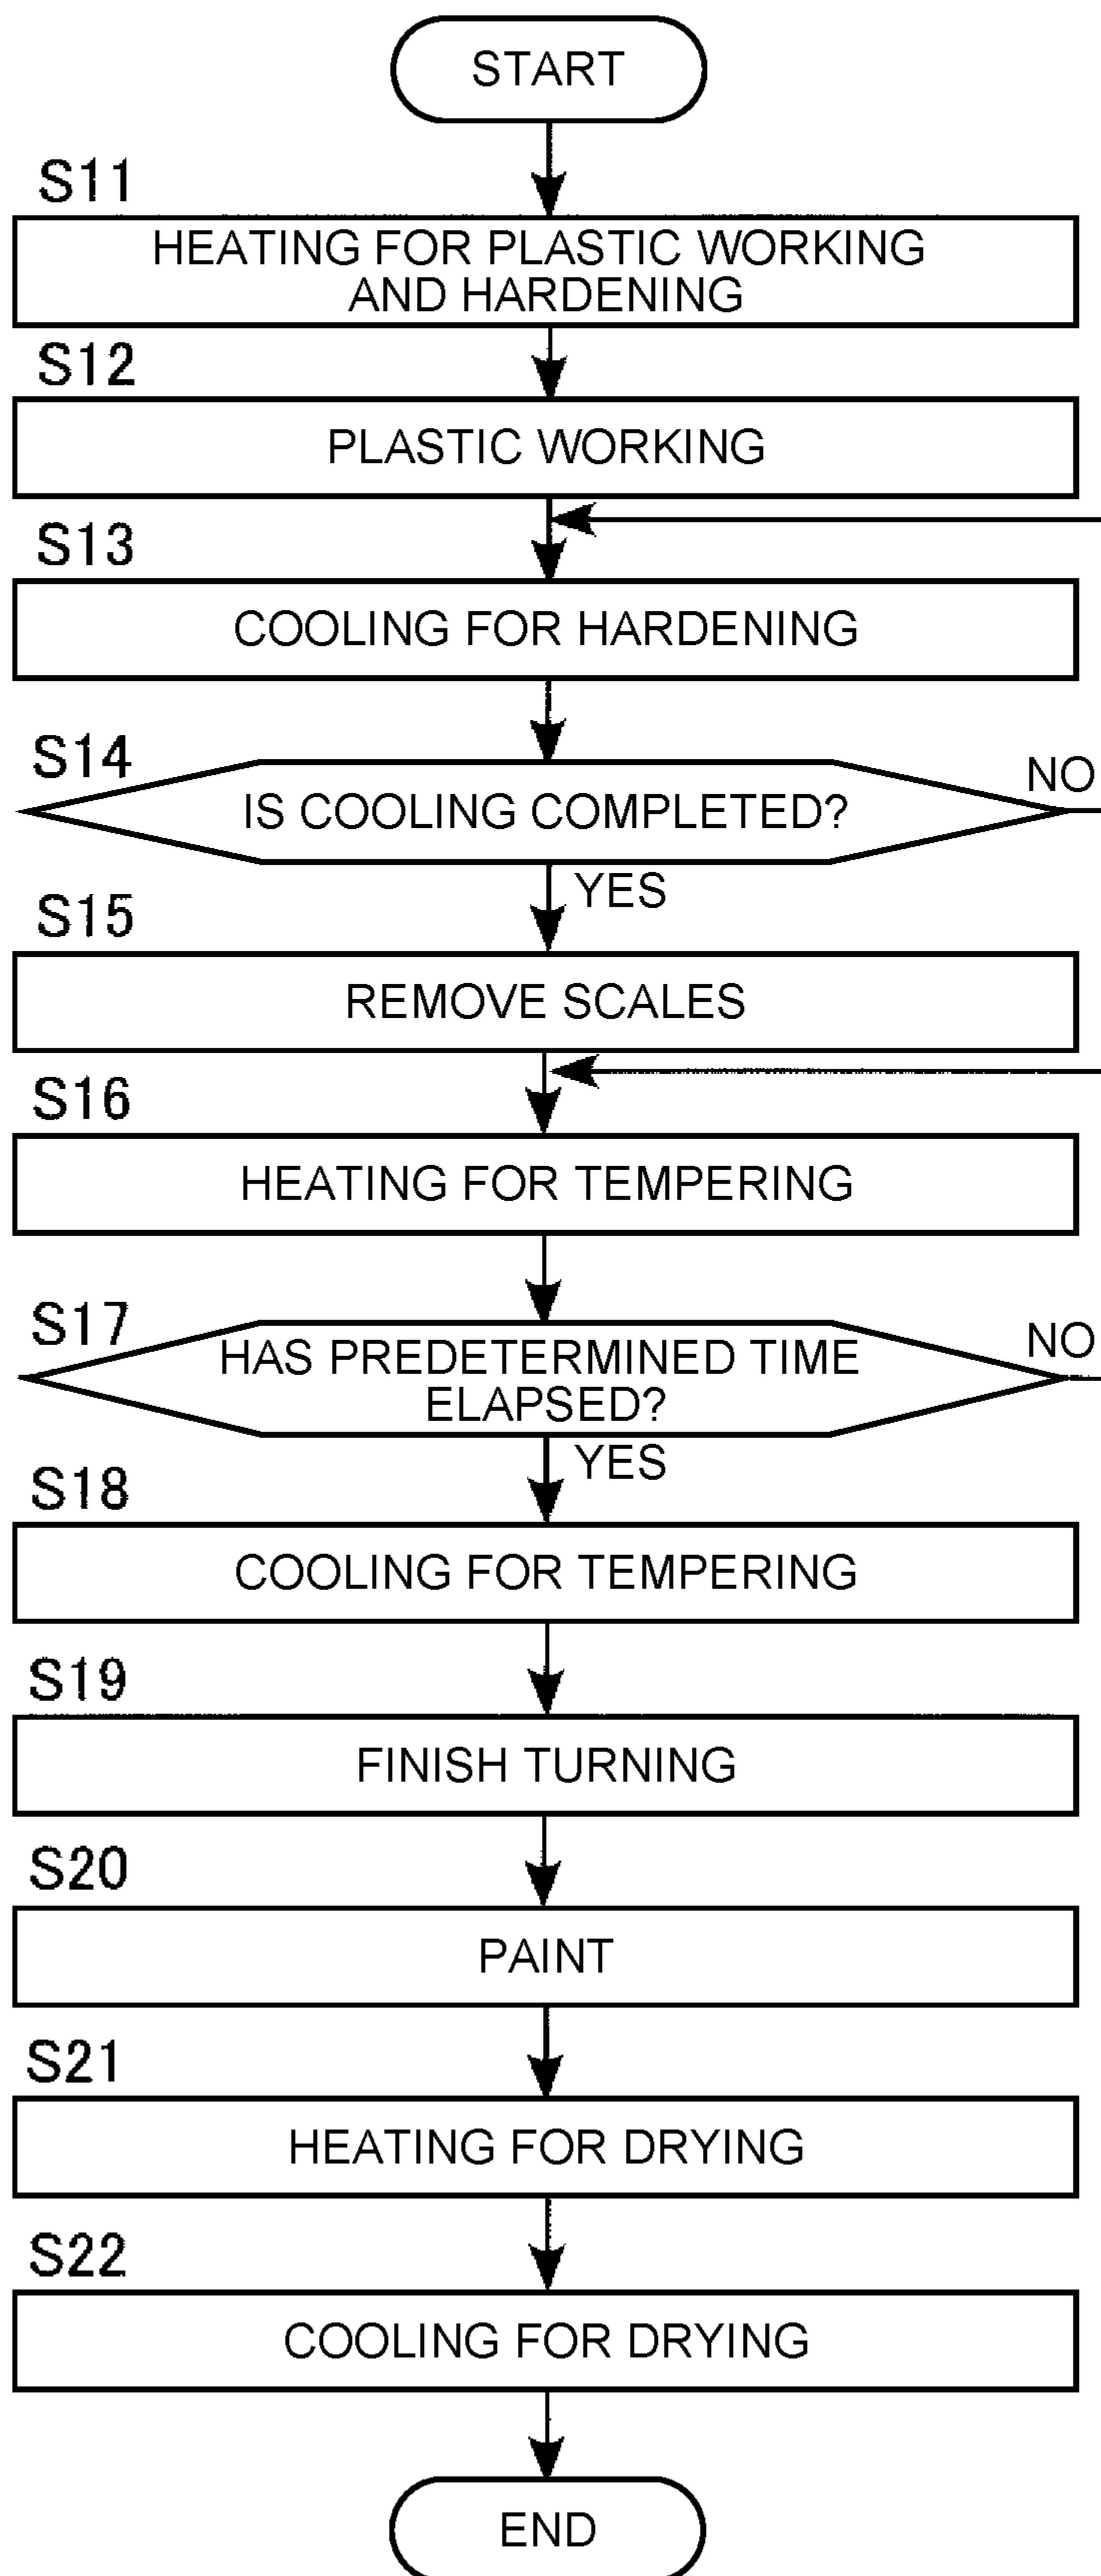 START
S11
HEATING FOR PLASTIC WORKING
AND HARDENING
S12
PLASTIC WORKING
S13
COOLING FOR HARDENING
S14
IS COOLING COMPLETED?
NO
YES
S15
REMOVE SCALES
S16
HEATING FOR TEMPERING
S17
HAS PREDETERMINED TIME
ELAPSED?
NO
YES
S18
COOLING FOR TEMPERING
S19
FINISH TURNING
S20
PAINT
S21
HEATING FOR DRYING
S22
COOLING FOR DRYING
END